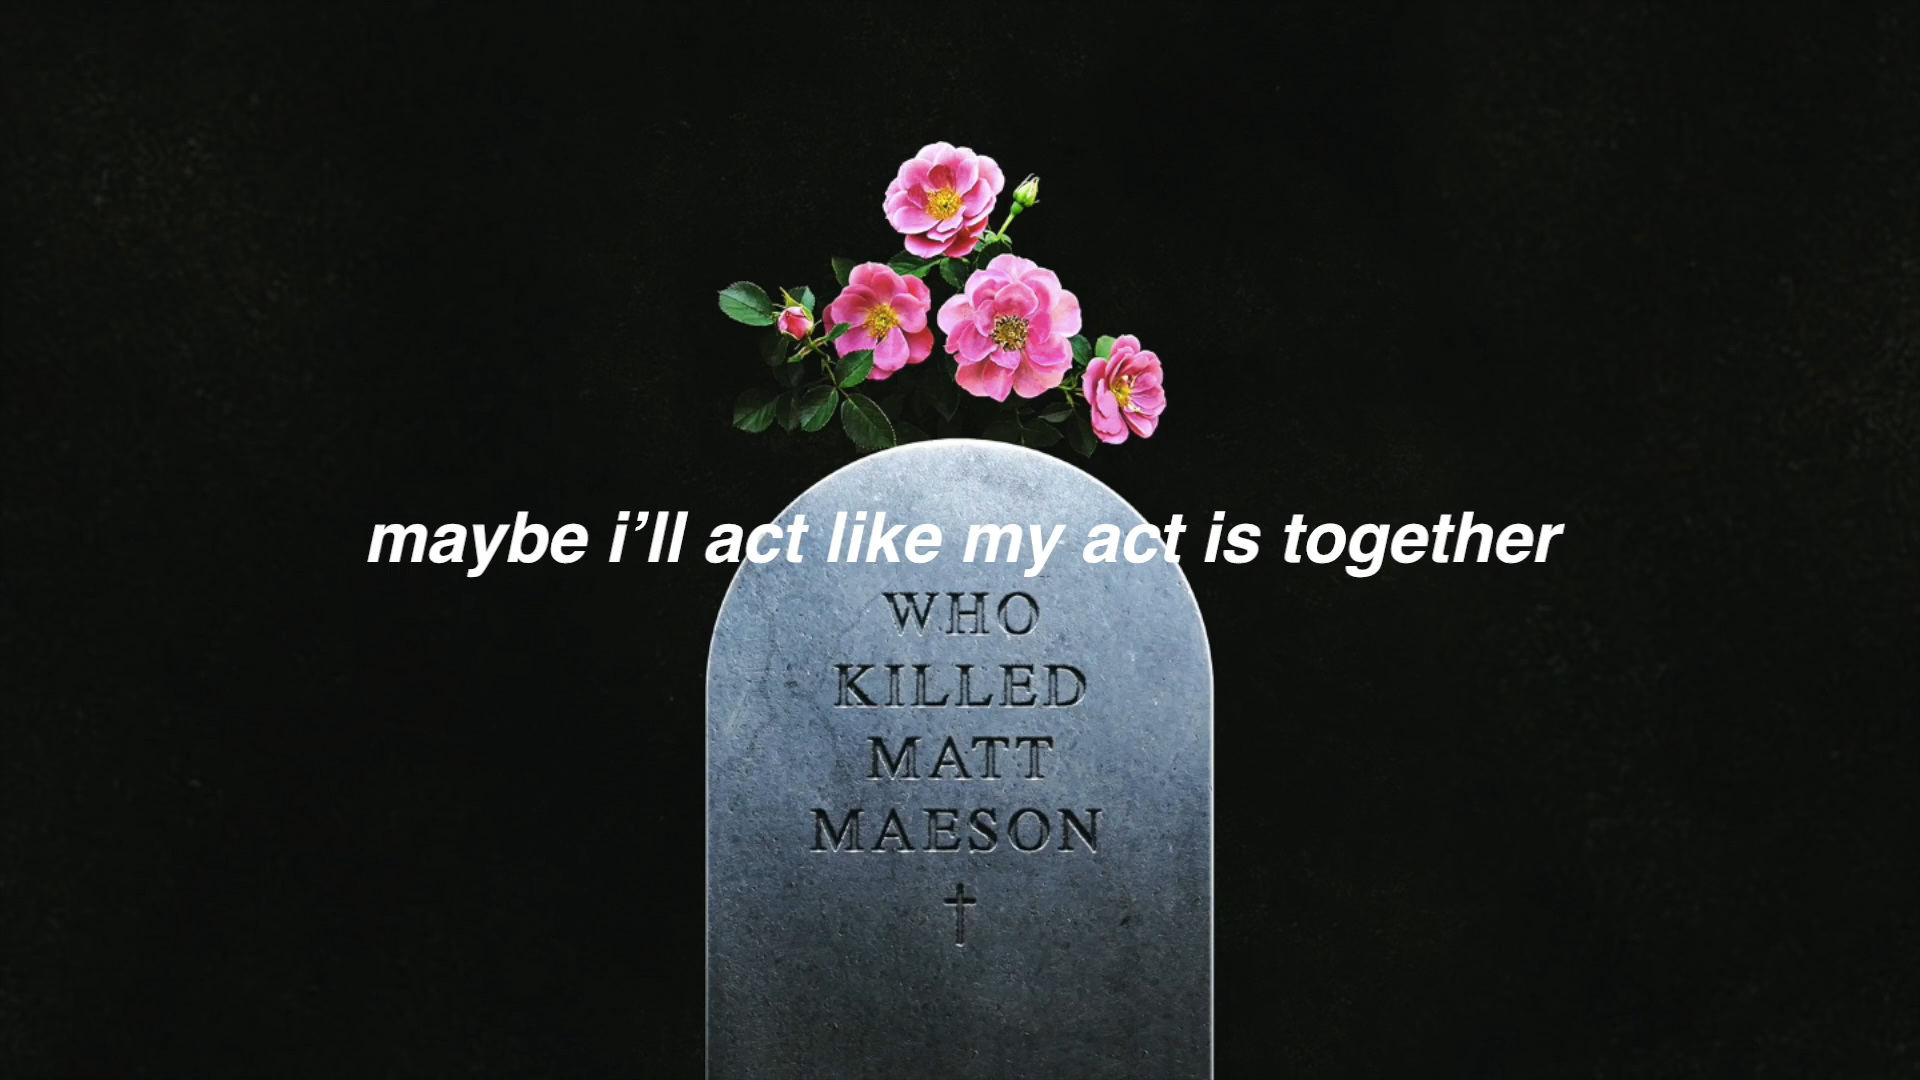 maybe i’ll act like my act is together
WHO
KILLED
MATT
MAESON